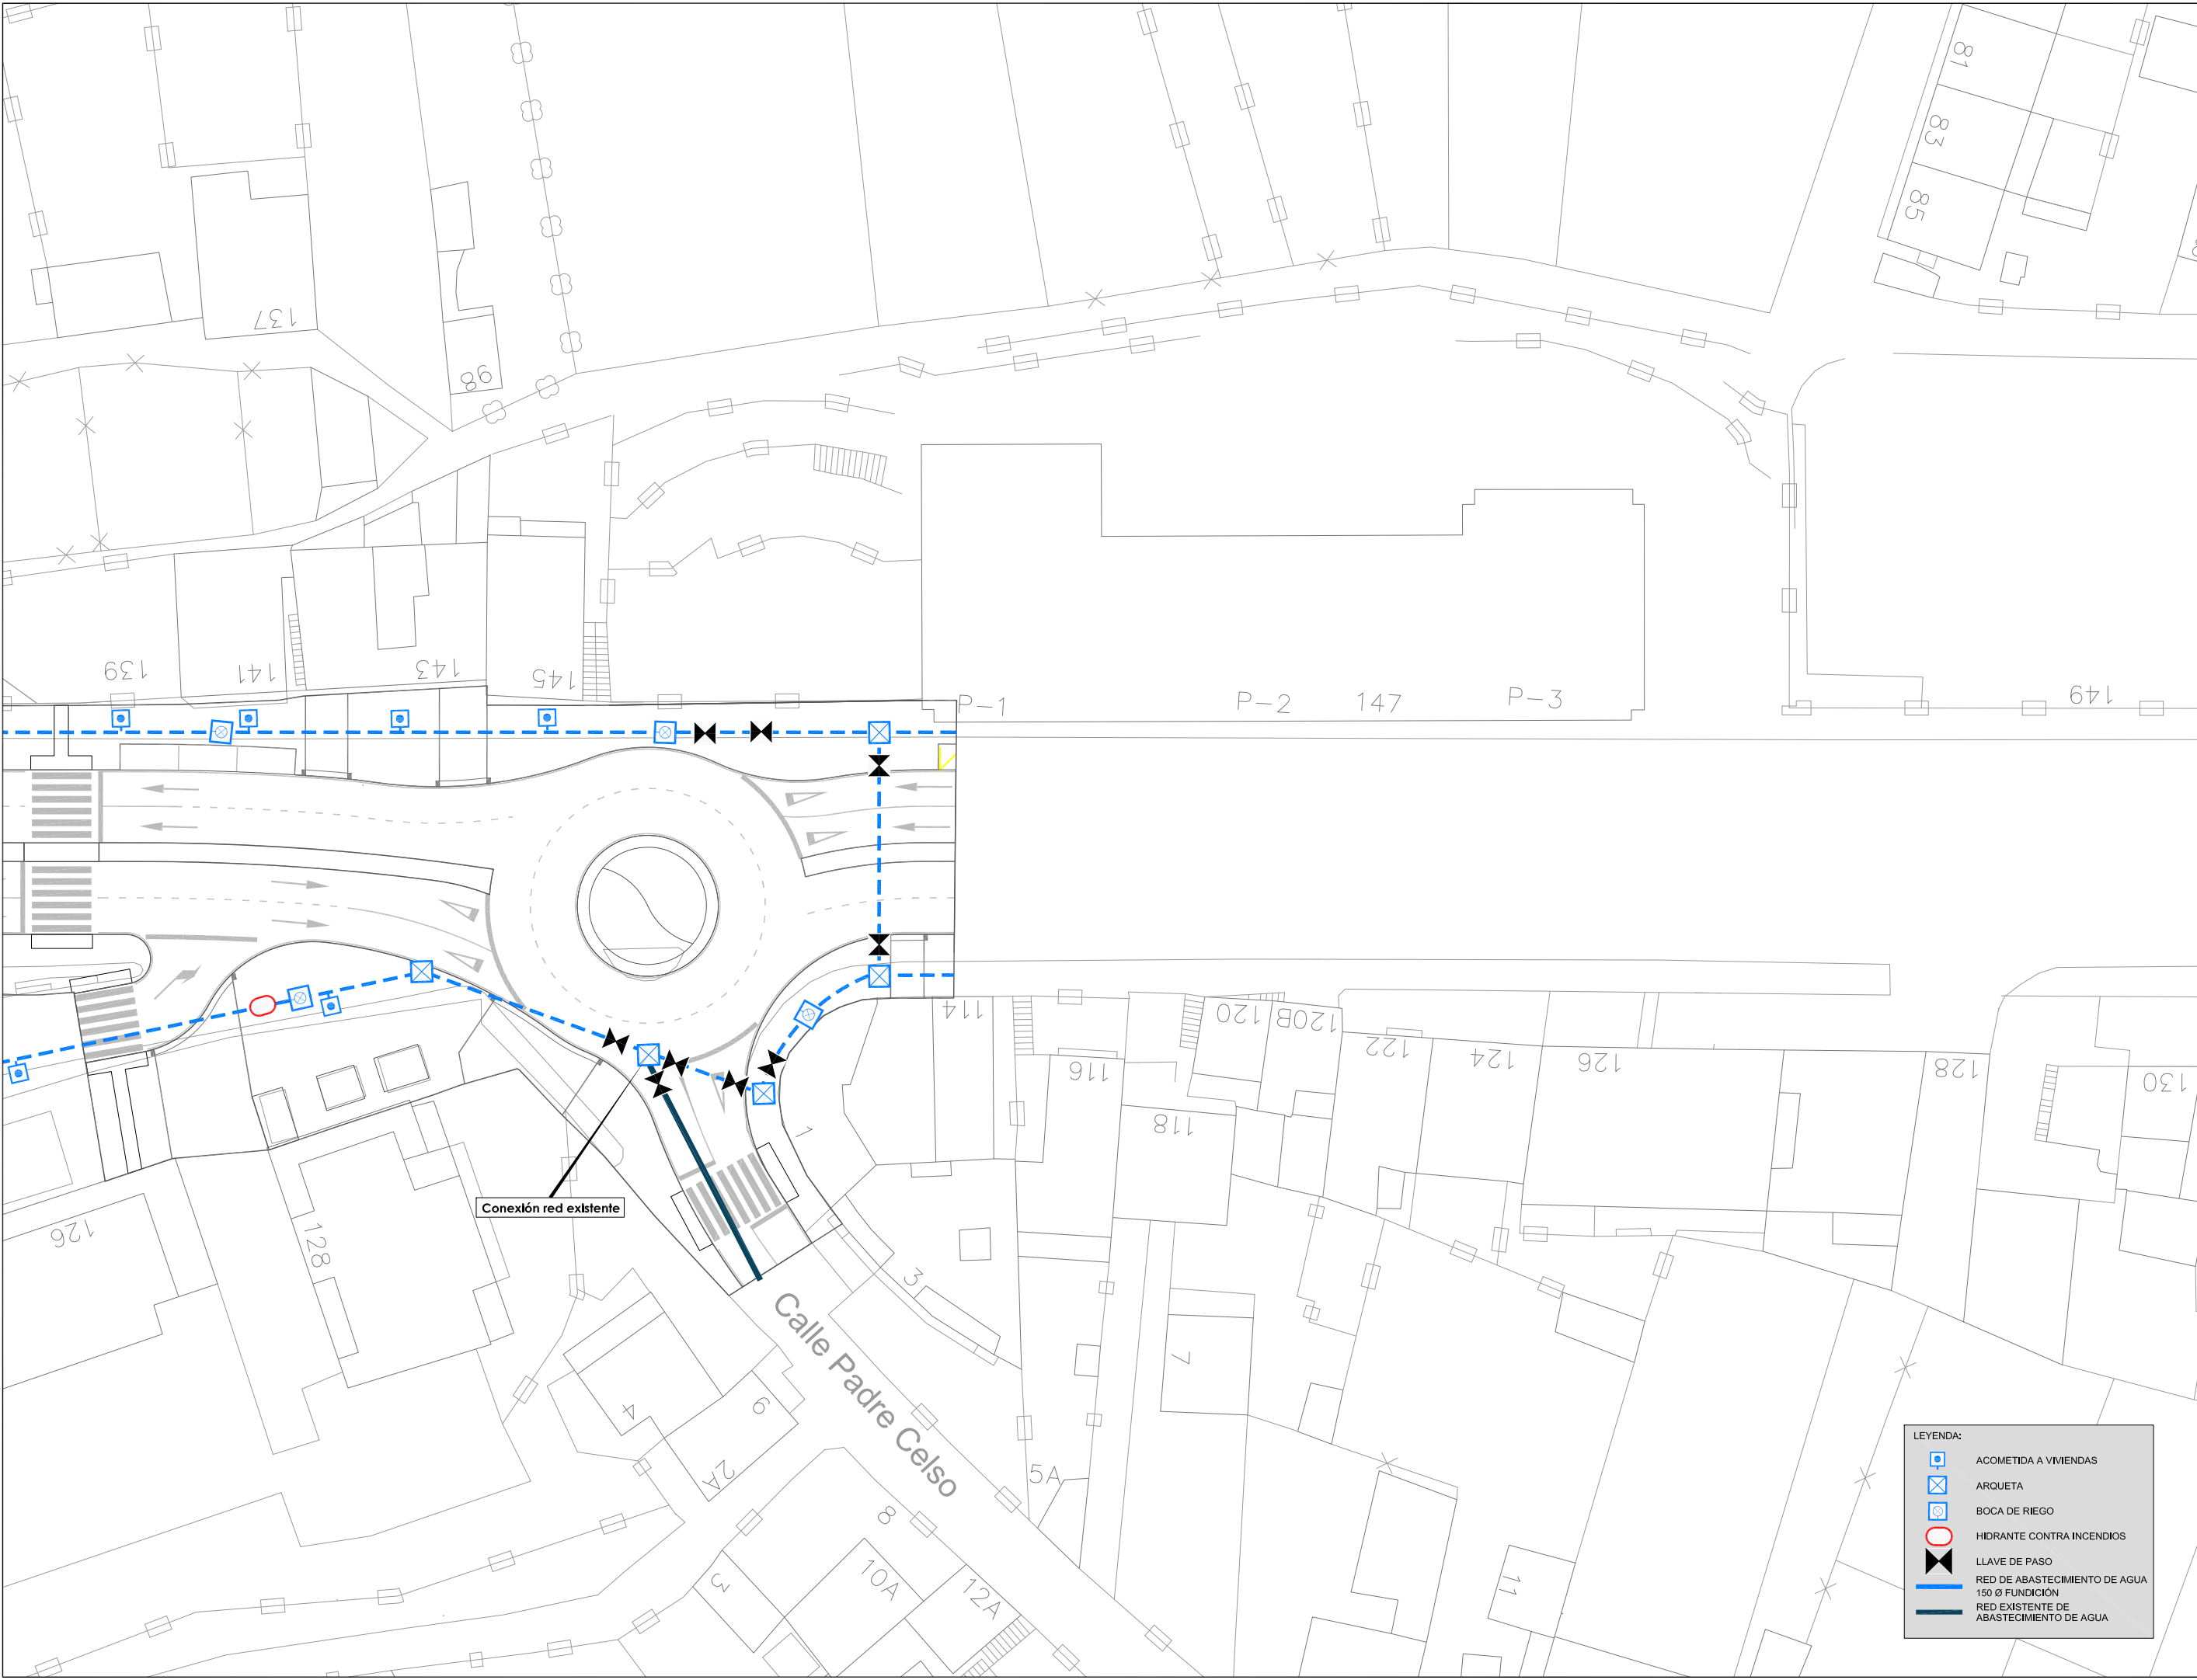 81
83
85
137
98
139
141
143
145
P-1
P-2
147
P-3
149
114
116
118
120
120B
122
124
126
128
130
1
Conexión red existente
126
128
3
Calle Padre Celso
4
6
2A
7
5A
8
3
10A
12A
11
LEYENDA:
ACOMETIDA A VIVIENDAS
ARQUETA
BOCA DE RIEGO
HIDRANTE CONTRA INCENDIOS
LLAVE DE PASO
RED DE ABASTECIMIENTO DE AGUA
150 Ø FUNDICIÓN
RED EXISTENTE DE
ABASTECIMIENTO DE AGUA